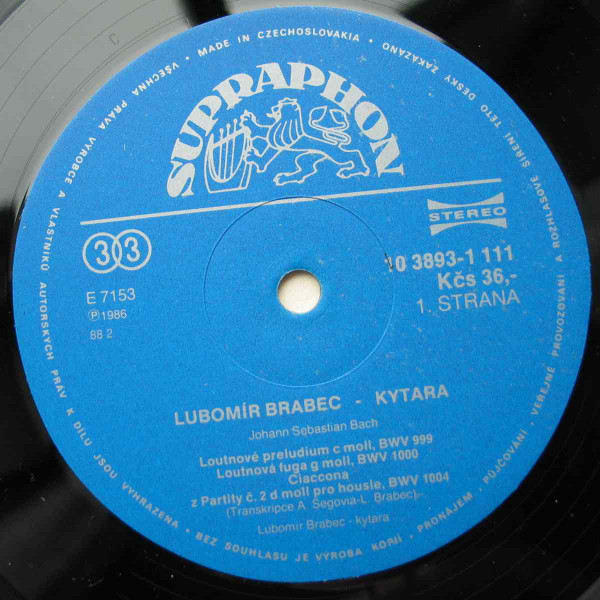 VŠECHNA PRÁVA VÝROBCE A VLASTNÍKŮ AUTORSKÝCH PRÁV K DÍLU JSOU VYHRAZENA • BEZ SOUHLASU JE VÝROBA KOPIÍ, PRONÁJEM, PŮJČOVÁNÍ, VEŘEJNÉ PROVOZOVÁNÍ A ROZHLASOVÉ ŠÍŘENÍ TÉTO DESKY ZAKÁZÁNO • MADE IN CZECHOSLOVAKIA •
SUPRAPHON
STEREO
33
10 3893-1 111
Kčs 36,-
1. STRANA
E 7153
Ⓟ1986
88 2
LUBOMÍR BRABEC - KYTARA
Johann Sebastian Bach
Loutnové preludium c moll, BWV 999
Loutnová fuga g moll, BWV 1000
Ciaccona
z Partity č. 2 d moll pro housle, BWV 1004
(Transkripce A. Segovia-L. Brabec)
Lubomír Brabec - kytara